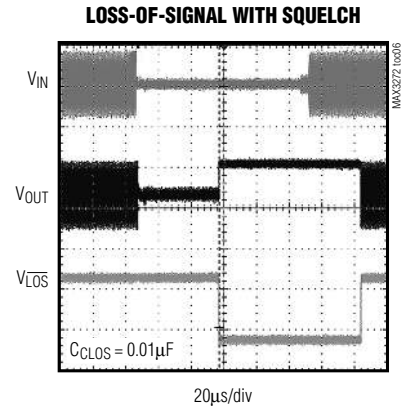 LOSS-OF-SIGNAL WITH SQUELCH
MAX3272 toc06
VIN
VOUT
VLOS
CCLOS = 0.01μF
20μs/div